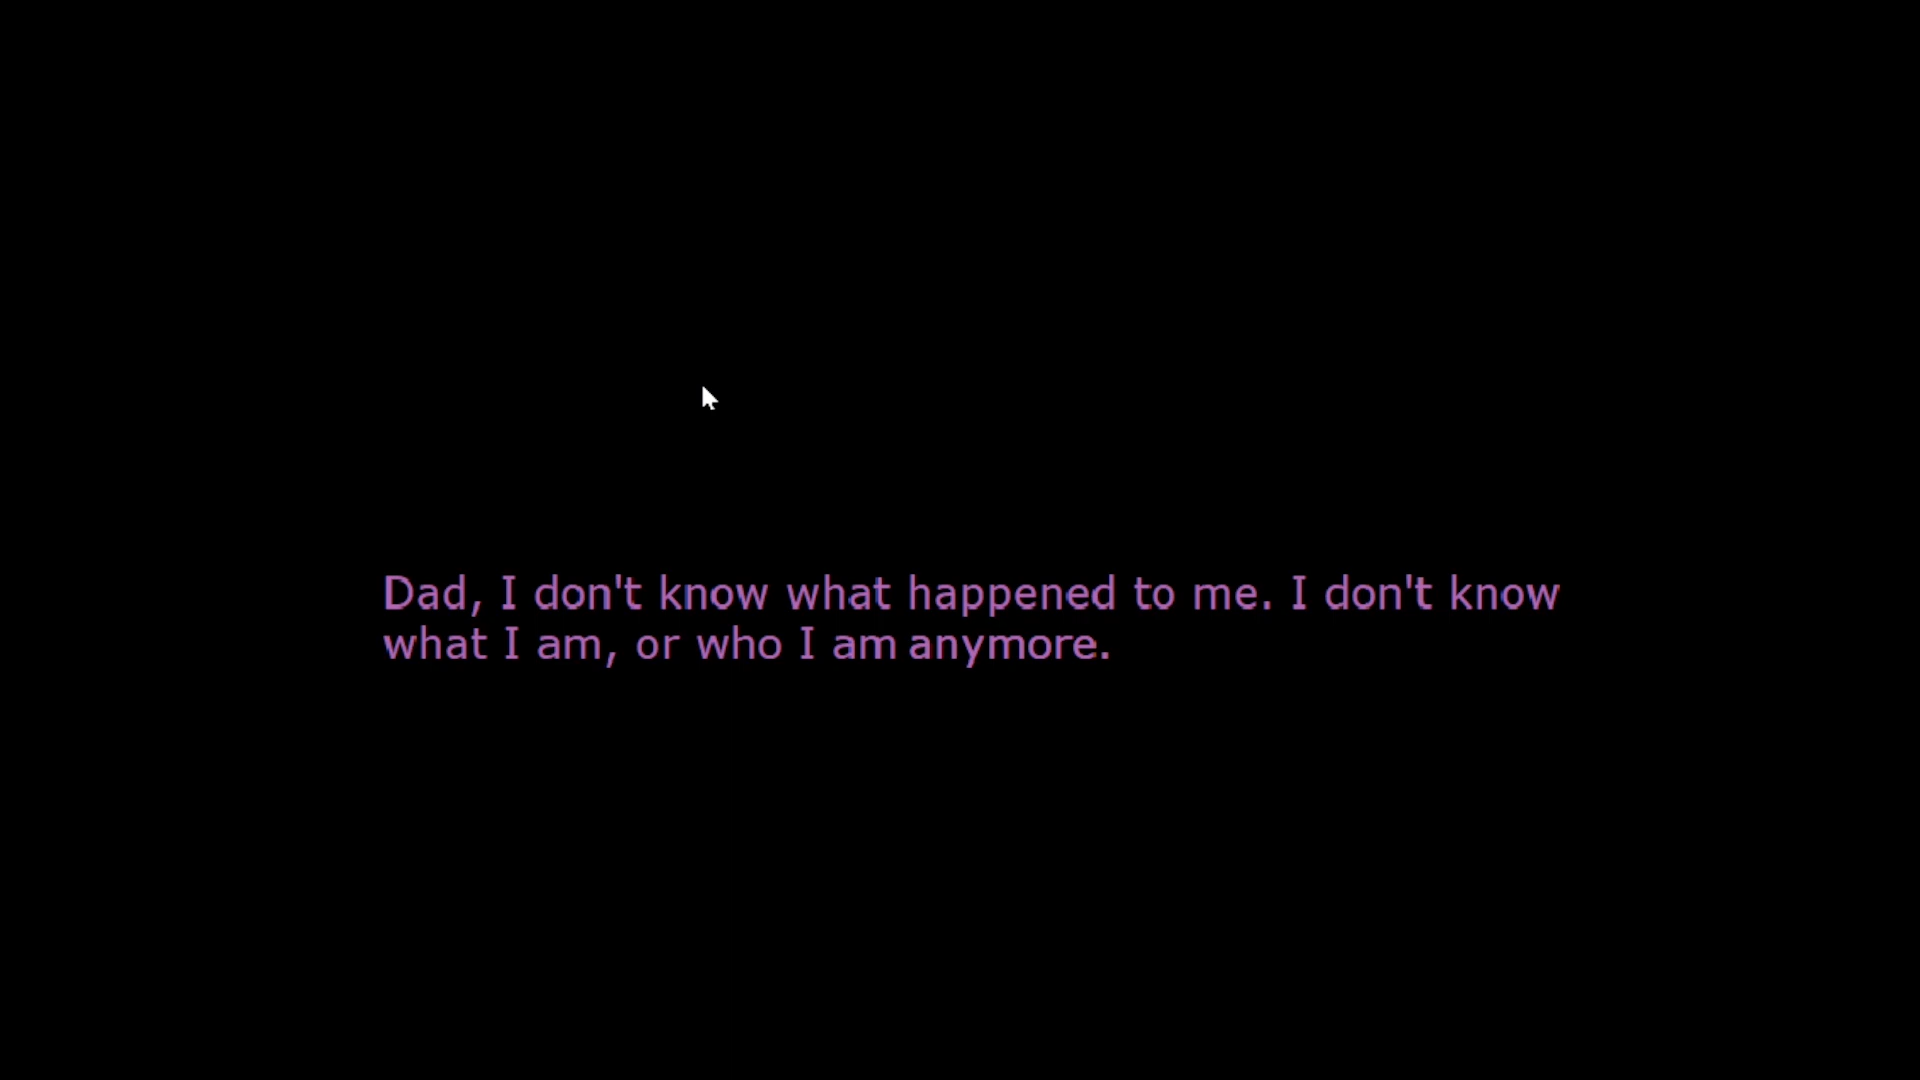 Dad, I don't know what happened to me. I don't know
what I am, or who I am anymore.